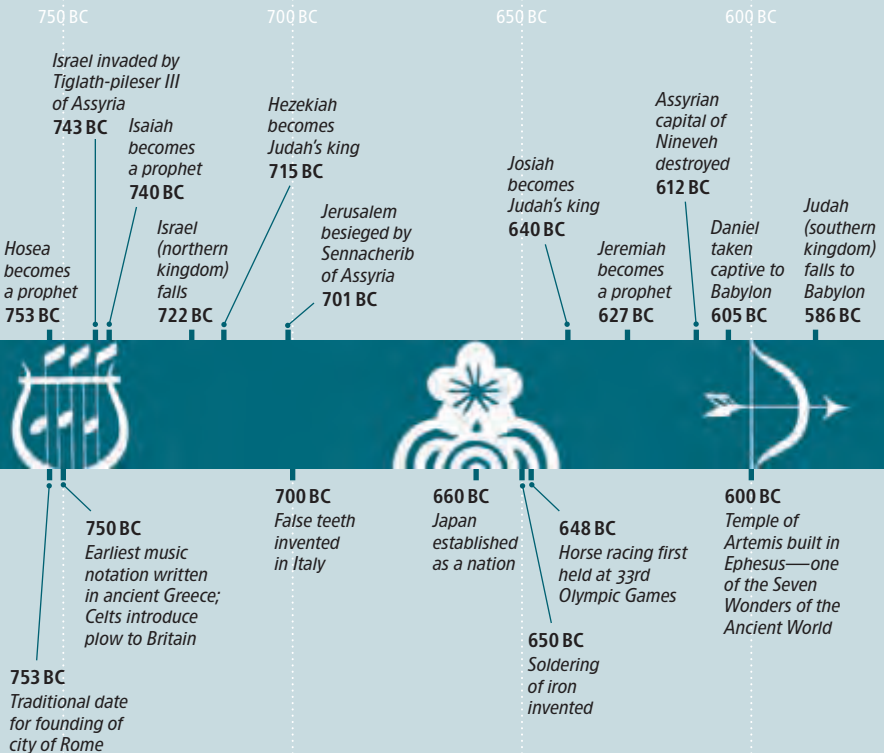 750 BC
700 BC
650 BC
600 BC
Israel invaded by
Tiglath-pileser III
of Assyria
743 BC
Isaiah
becomes
a prophet
740 BC
Hosea
becomes
a prophet
753 BC
Israel
(northern
kingdom)
falls
722 BC
Hezekiah
becomes
Judah's king
715 BC
Jerusalem
besieged by
Sennacherib
of Assyria
701 BC
Josiah
becomes
Judah's king
640 BC
Jeremiah
becomes
a prophet
627 BC
Assyrian
capital of
Nineveh
destroyed
612 BC
Daniel
taken
captive to
Babylon
605 BC
Judah
(southern
kingdom)
falls to
Babylon
586 BC
753 BC
Traditional date
for founding of
city of Rome
750 BC
Earliest music
notation written
in ancient Greece;
Celts introduce
plow to Britain
700 BC
False teeth
invented
in Italy
660 BC
Japan
established
as a nation
650 BC
Soldering
of iron
invented
648 BC
Horse racing first
held at 33rd
Olympic Games
600 BC
Temple of
Artemis built in
Ephesus—one
of the Seven
Wonders of the
Ancient World